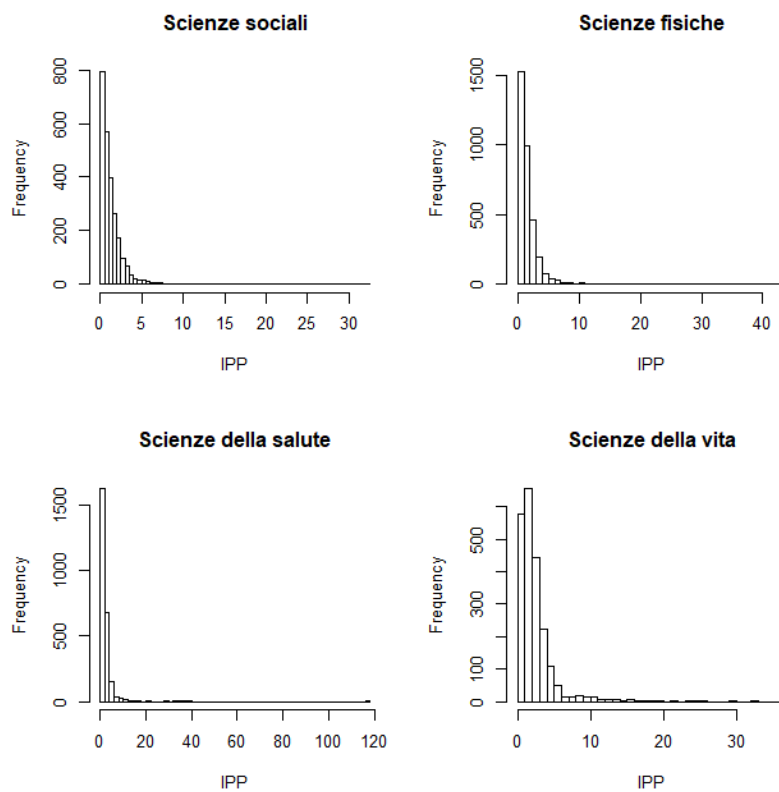 Scienze sociali
Frequency
800
600
400
200
0
0 5 10 15 20 25 30
IPP
Scienze fisiche
Frequency
1500
1000
500
0
0 10 20 30 40
IPP
Scienze della salute
Frequency
1500
1000
500
0
0 20 40 60 80 100 120
IPP
Scienze della vita
Frequency
500
300
100
0
0 10 20 30
IPP